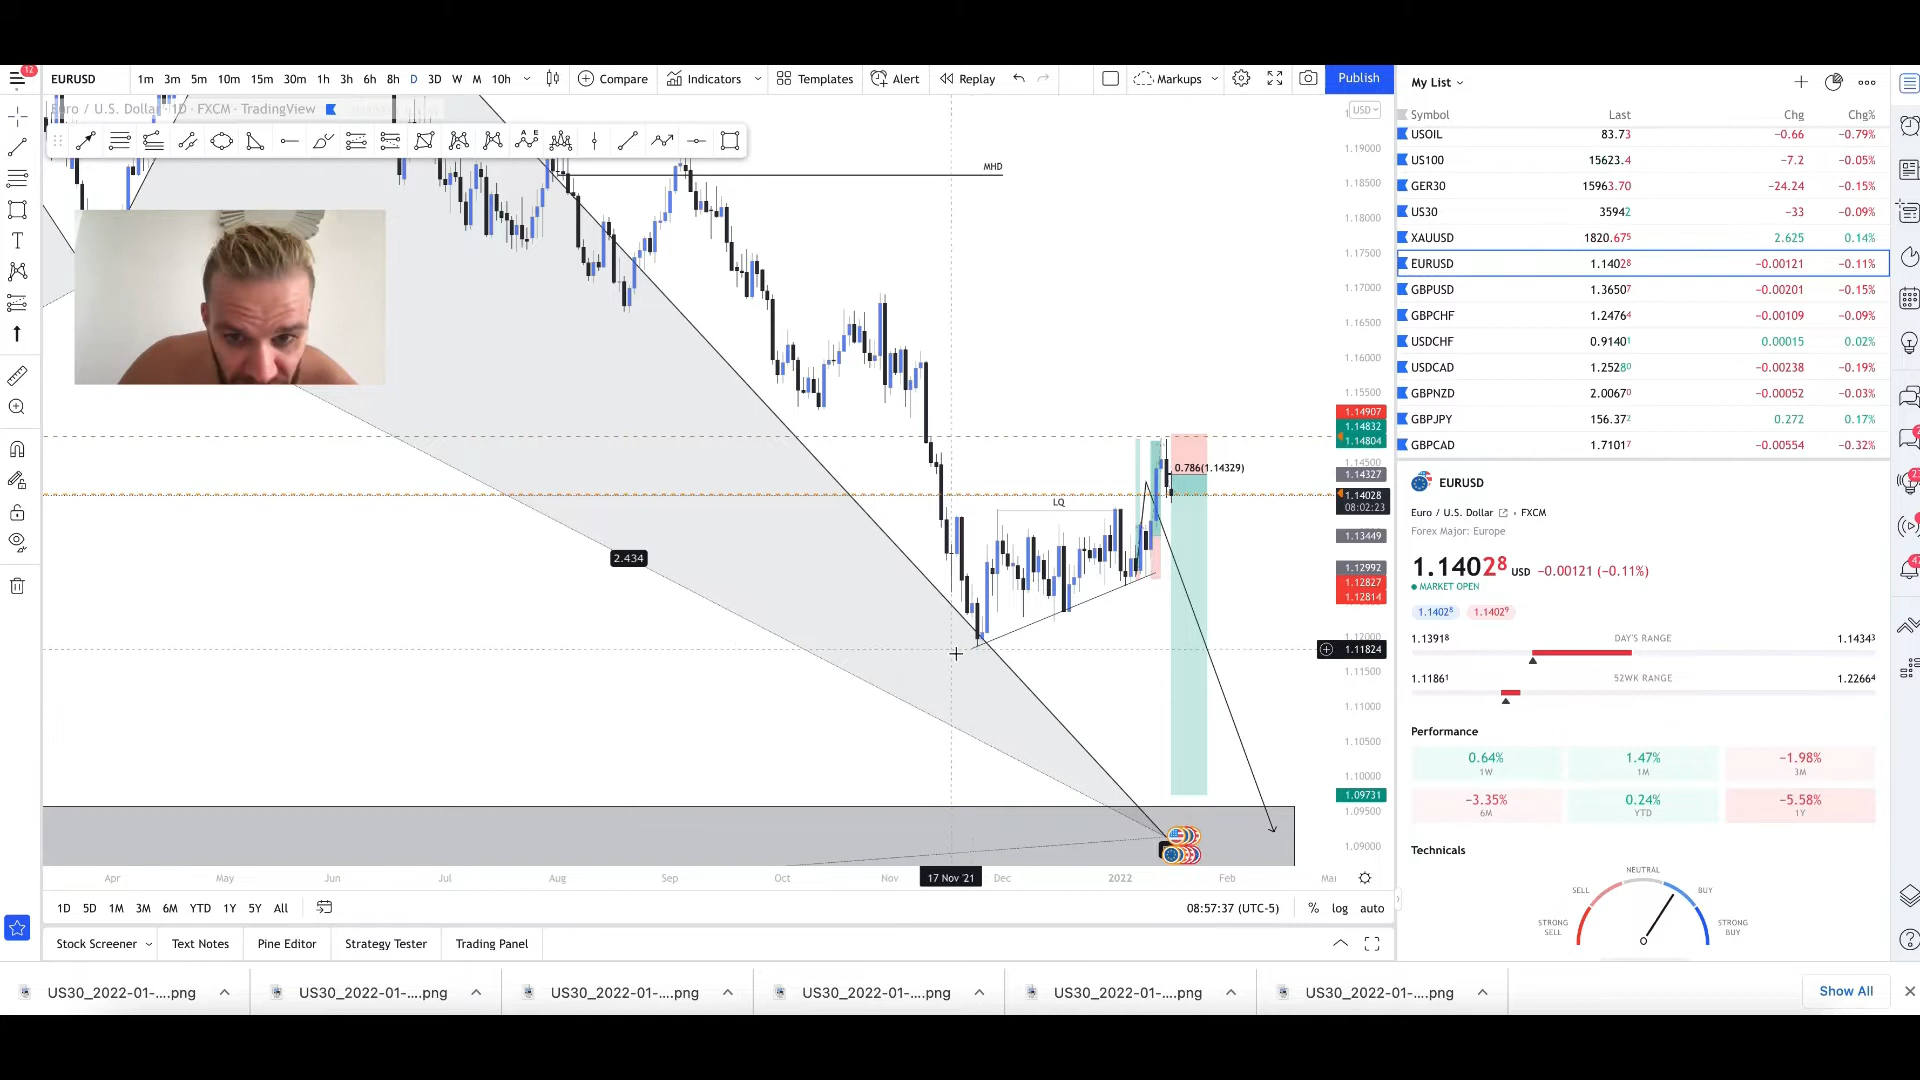 12
EURUSD 1m 3m 5m 10m 15m 30m 1h 3h 6h 8h D 3D W M 10h Compare Indicators Templates Alert Replay Markups Publish
Euro / U.S. Dollar · 1D · FXCM · TradingView
USD
MHD
LQ
0.786(1.14329)
2.434
1.19000
1.18500
1.18000
1.17500
1.17000
1.16500
1.16000
1.15500
1.14907
1.14832
1.14804
1.14500
1.14327
1.14028
08:02:23
1.13449
1.12992
1.12827
1.12814
1.12000
1.11824
1.11500
1.11000
1.10500
1.10000
1.09731
1.09500
1.09000
Apr May Jun Jul Aug Sep Oct Nov 17 Nov '21 Dec 2022 Feb Mar
1D 5D 1M 3M 6M YTD 1Y 5Y All 08:57:37 (UTC-5) % log auto
Stock Screener Text Notes Pine Editor Strategy Tester Trading Panel
My List
Symbol Last Chg Chg%
USOIL 83.73 −0.66 −0.79%
US100 15623.4 −7.2 −0.05%
GER30 15963.70 −24.24 −0.15%
US30 35942 −33 −0.09%
XAUUSD 1820.675 2.625 0.14%
EURUSD 1.14028 −0.00121 −0.11%
GBPUSD 1.36507 −0.00201 −0.15%
GBPCHF 1.24764 −0.00109 −0.09%
USDCHF 0.91401 0.00015 0.02%
USDCAD 1.25280 −0.00238 −0.19%
GBPNZD 2.00670 −0.00052 −0.03%
GBPJPY 156.372 0.272 0.17%
GBPCAD 1.71017 −0.00554 −0.32%
EURUSD
Euro / U.S. Dollar • FXCM
Forex Major: Europe
1.14028 USD −0.00121 (−0.11%)
MARKET OPEN
1.14028 1.14029
1.13918 DAY'S RANGE 1.14343
1.11861 52WK RANGE 1.22664
Performance
0.64% 1.47% −1.98%
1W 1M 3M
−3.35% 0.24% −5.58%
6M YTD 1Y
Technicals
NEUTRAL
SELL BUY
STRONG SELL STRONG BUY
US30_2022-01-....png US30_2022-01-....png US30_2022-01-....png US30_2022-01-....png US30_2022-01-....png US30_2022-01-....png Show All